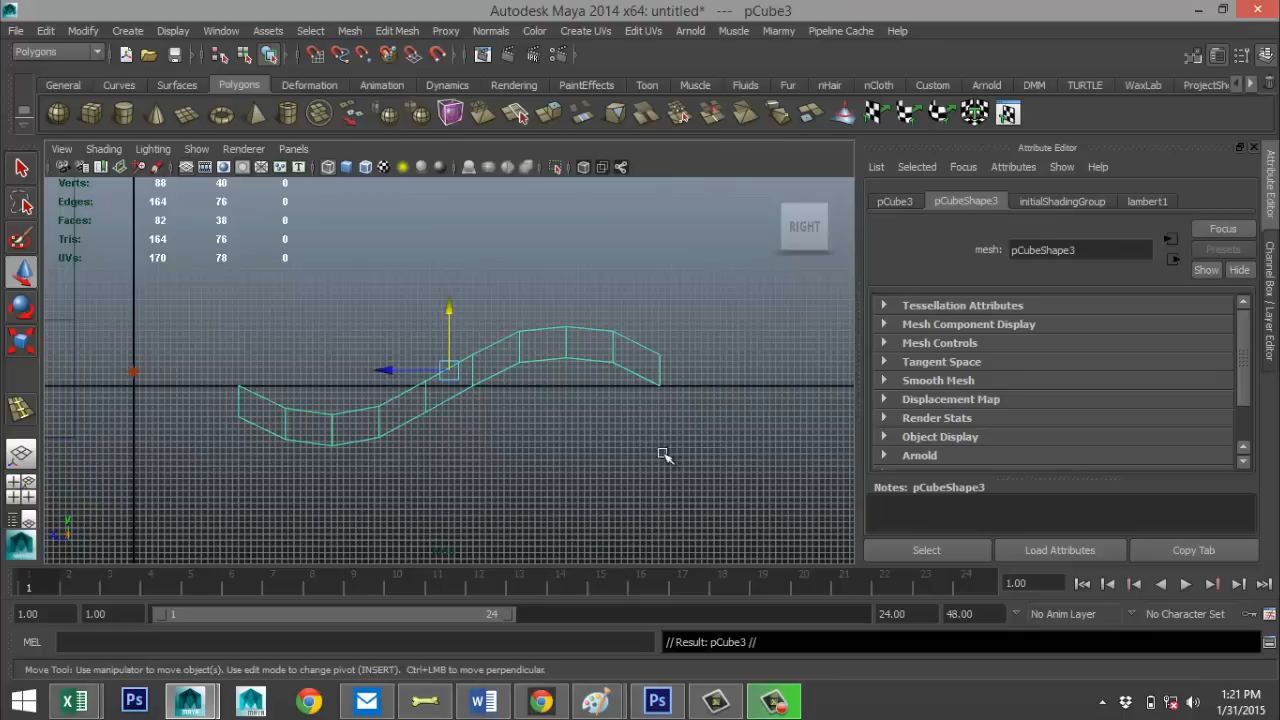 Autodesk Maya 2014 x64: untitled* --- pCube3
File Edit Modify Create Display Window Assets Select Mesh Edit Mesh Proxy Normals Color Create UVs Edit UVs Arnold Muscle Miarmy Pipeline Cache Help
Polygons
General Curves Surfaces Polygons Deformation Animation Dynamics Rendering PaintEffects Toon Muscle Fluids Fur nHair nCloth Custom Arnold DMM TURTLE WaxLab ProjectSh
View Shading Lighting Show Renderer Panels
Attribute Editor
List Selected Focus Attributes Show Help
Verts: 88 40 0
Edges: 164 76 0
Faces: 82 38 0
Tris: 164 76 0
UVs: 170 78 0
RIGHT
pCube3 pCubeShape3 initialShadingGroup lambert1
mesh: pCubeShape3
Focus
Presets
Show Hide
Tessellation Attributes
Mesh Component Display
Mesh Controls
Tangent Space
Smooth Mesh
Displacement Map
Render Stats
Object Display
Arnold
Notes: pCubeShape3
Select Load Attributes Copy Tab
Attribute Editor
Channel Box / Layer Editor
y
1 2 3 4 5 6 7 8 9 10 11 12 13 14 15 16 17 18 19 20 21 22 23 24
1
1.00
1.00 1.00 1 24 24.00 48.00 No Anim Layer No Character Set
MEL // Result: pCube3 //
Move Tool: Use manipulator to move object(s). Use edit mode to change pivot (INSERT). Ctrl+LMB to move perpendicular.
1:21 PM
1/31/2015